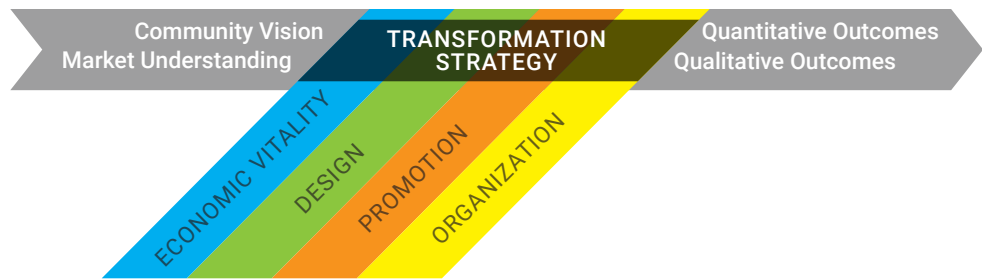 Community Vision
Market Understanding
TRANSFORMATION
STRATEGY
Quantitative Outcomes
Qualitative Outcomes
ECONOMIC VITALITY
DESIGN
PROMOTION
ORGANIZATION